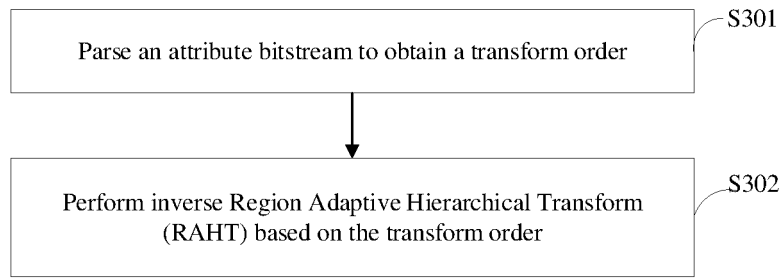 S301
Parse an attribute bitstream to obtain a transform order
S302
Perform inverse Region Adaptive Hierarchical Transform
(RAHT) based on the transform order